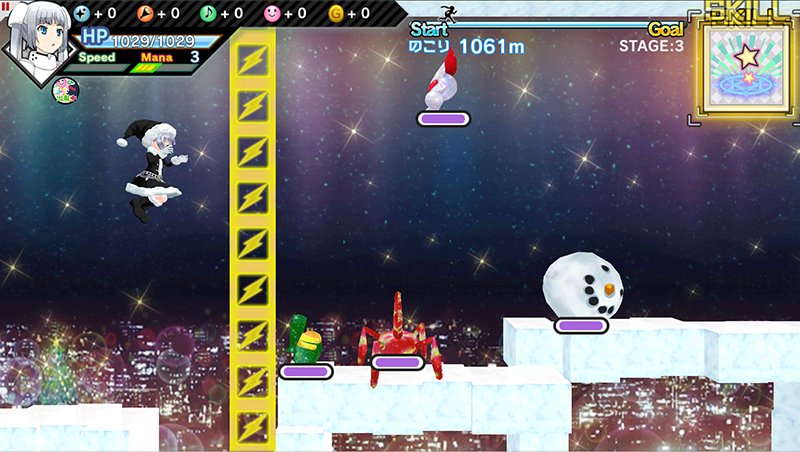 + 0 + 0 + 0 + 0 G + 0
HP 1029/1029
Speed Mana 3
Start Goal
のこり 1061m STAGE:3
SKILL